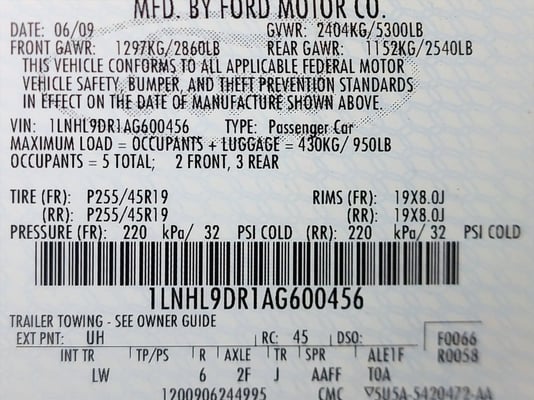 MFD. BY FORD MOTOR CO.
DATE: 06/09 GVWR: 2404KG/5300LB
FRONT GAWR: 1297KG/2860LB REAR GAWR: 1152KG/2540LB
THIS VEHICLE CONFORMS TO ALL APPLICABLE FEDERAL MOTOR
VEHICLE SAFETY, BUMPER, AND THEFT PREVENTION STANDARDS
IN EFFECT ON THE DATE OF MANUFACTURE SHOWN ABOVE.
VIN: 1LNHL9DR1AG600456 TYPE: Passenger Car
MAXIMUM LOAD = OCCUPANTS + LUGGAGE = 430KG/ 950LB
OCCUPANTS = 5 TOTAL; 2 FRONT, 3 REAR
TIRE (FR): P255/45R19 RIMS (FR): 19X8.0J
(RR): P255/45R19 (RR): 19X8.0J
PRESSURE (FR): 220 kPa/ 32 PSI COLD (RR): 220 kPa/ 32 PSI COLD
1LNHL9DR1AG600456
TRAILER TOWING - SEE OWNER GUIDE
EXT PNT: UH RC: 45 DSO: F0066
INT TR TP/PS R AXLE TR SPR ALE1F R0058
LW 6 2F J AAFF T0A
1200906244995 CMC ▽5U5A-5420472-AA